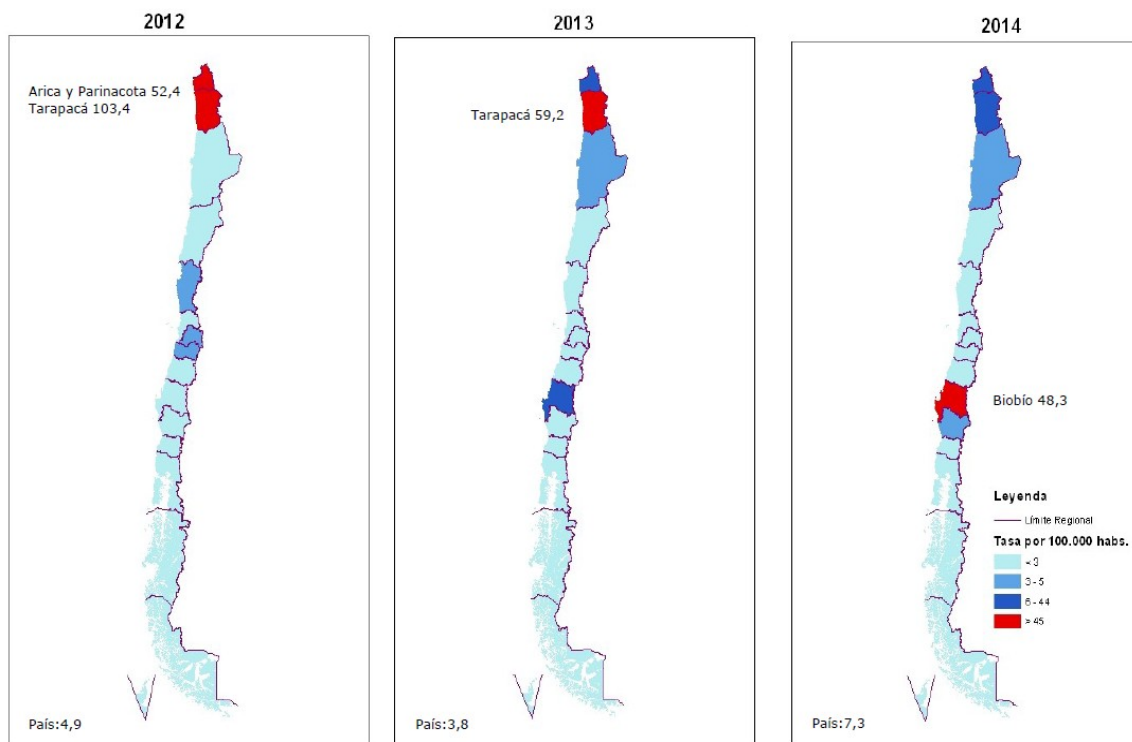 2012
Arica y Parinacota 52,4
Tarapacá 103,4
País:4,9
2013
Tarapacá 59,2
País:3,8
2014
Biobío 48,3
Leyenda
Límite Regional
Tasa por 100.000 habs.
< 3
3 - 5
6 - 44
> 45
País:7,3